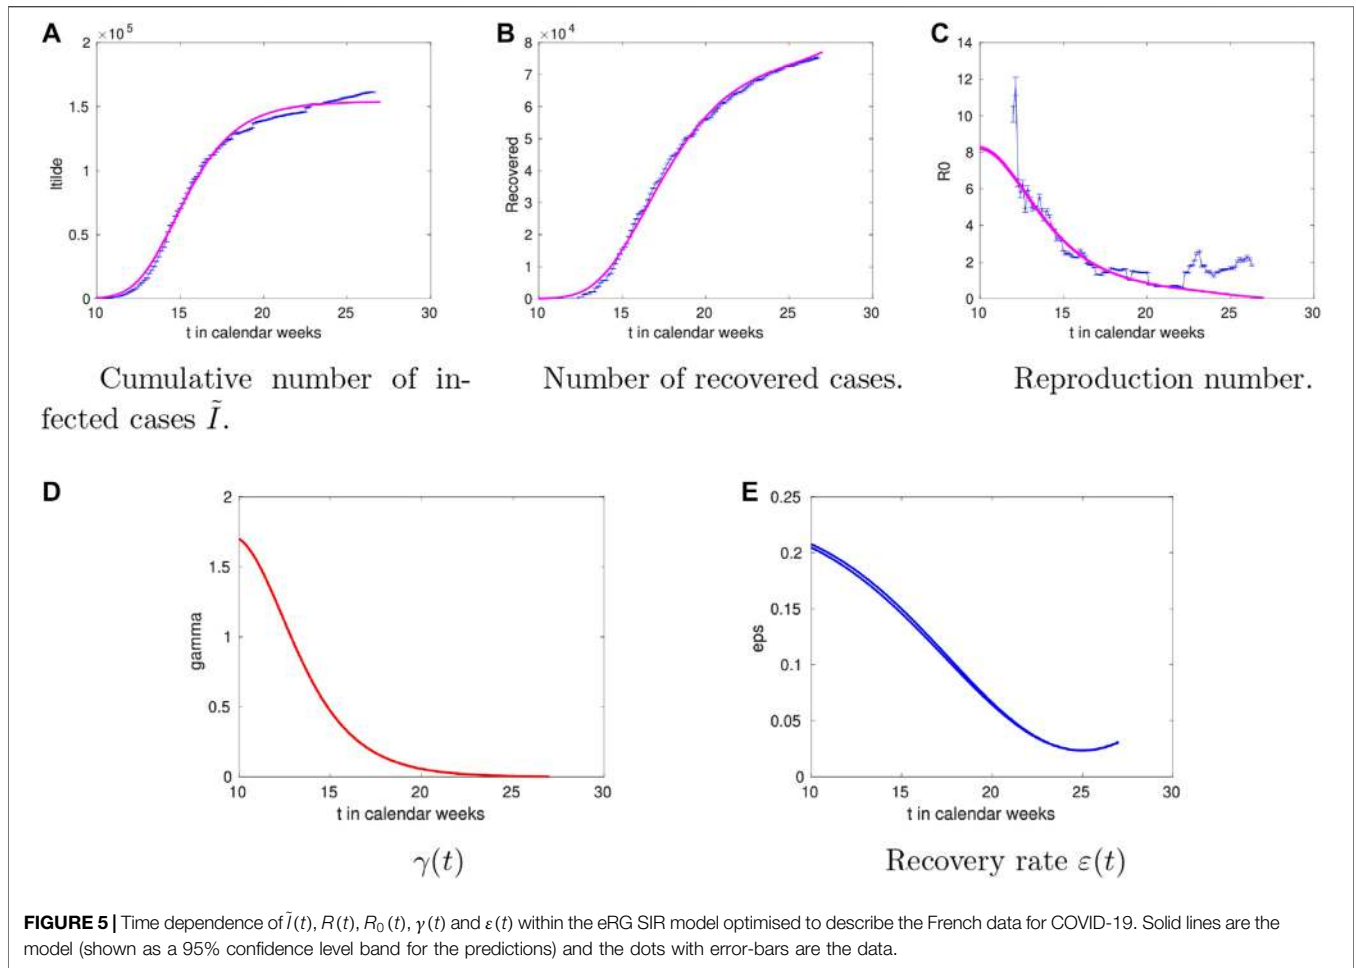 A
×10⁵
2
1.5
1
0.5
0
Itilde
10 15 20 25 30
t in calendar weeks
Cumulative number of in-
fected cases Ĩ.
B
×10⁴
8
7
6
5
4
3
2
1
0
Recovered
10 15 20 25 30
t in calendar weeks
Number of recovered cases.
C
14
12
10
8
6
4
2
0
R0
10 15 20 25 30
t in calendar weeks
Reproduction number.
D
2
1.5
1
0.5
0
gamma
10 15 20 25 30
t in calendar weeks
γ(t)
E
0.25
0.2
0.15
0.1
0.05
0
eps
10 15 20 25 30
t in calendar weeks
Recovery rate ε(t)
FIGURE 5 | Time dependence of Ĩ(t), R(t), R₀(t), γ(t) and ε(t) within the eRG SIR model optimised to describe the French data for COVID-19. Solid lines are the
model (shown as a 95% confidence level band for the predictions) and the dots with error-bars are the data.